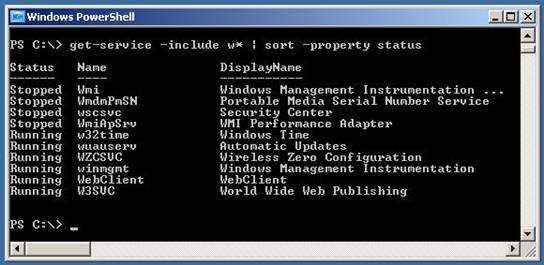 Windows PowerShell
PS C:\> get-service -include w* | sort -property status
Status   Name               DisplayName
------   ----               -----------
Stopped  Wmi                Windows Management Instrumentation ...
Stopped  WmdmPmSN           Portable Media Serial Number Service
Stopped  wscsvc             Security Center
Stopped  WmiApSrv           WMI Performance Adapter
Running  w32time            Windows Time
Running  wuauserv           Automatic Updates
Running  WZCSVC             Wireless Zero Configuration
Running  winmgmt            Windows Management Instrumentation
Running  WebClient          WebClient
Running  W3SVC              World Wide Web Publishing
PS C:\> _